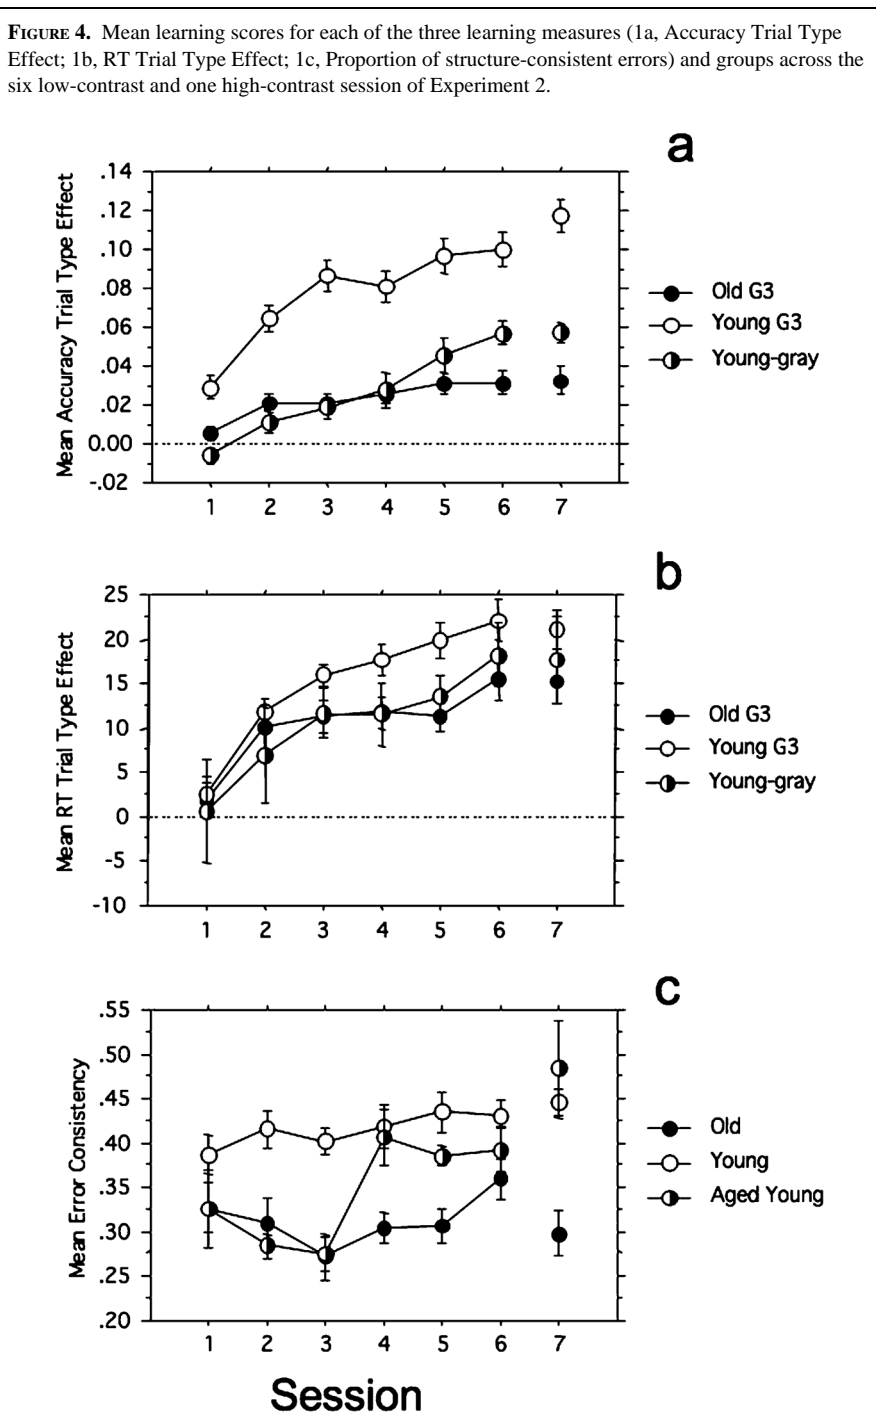 FIGURE 4. Mean learning scores for each of the three learning measures (1a, Accuracy Trial Type
Effect; 1b, RT Trial Type Effect; 1c, Proportion of structure-consistent errors) and groups across the
six low-contrast and one high-contrast session of Experiment 2.
a
Mean Accuracy Trial Type Effect
.14
.12
.10
.08
.06
.04
.02
0.00
-.02
1 2 3 4 5 6 7
Old G3
Young G3
Young-gray
b
Mean RT Trial Type Effect
25
20
15
10
5
0
-5
-10
1 2 3 4 5 6 7
Old G3
Young G3
Young-gray
c
Mean Error Consistency
.55
.50
.45
.40
.35
.30
.25
.20
1 2 3 4 5 6 7
Old
Young
Aged Young
Session